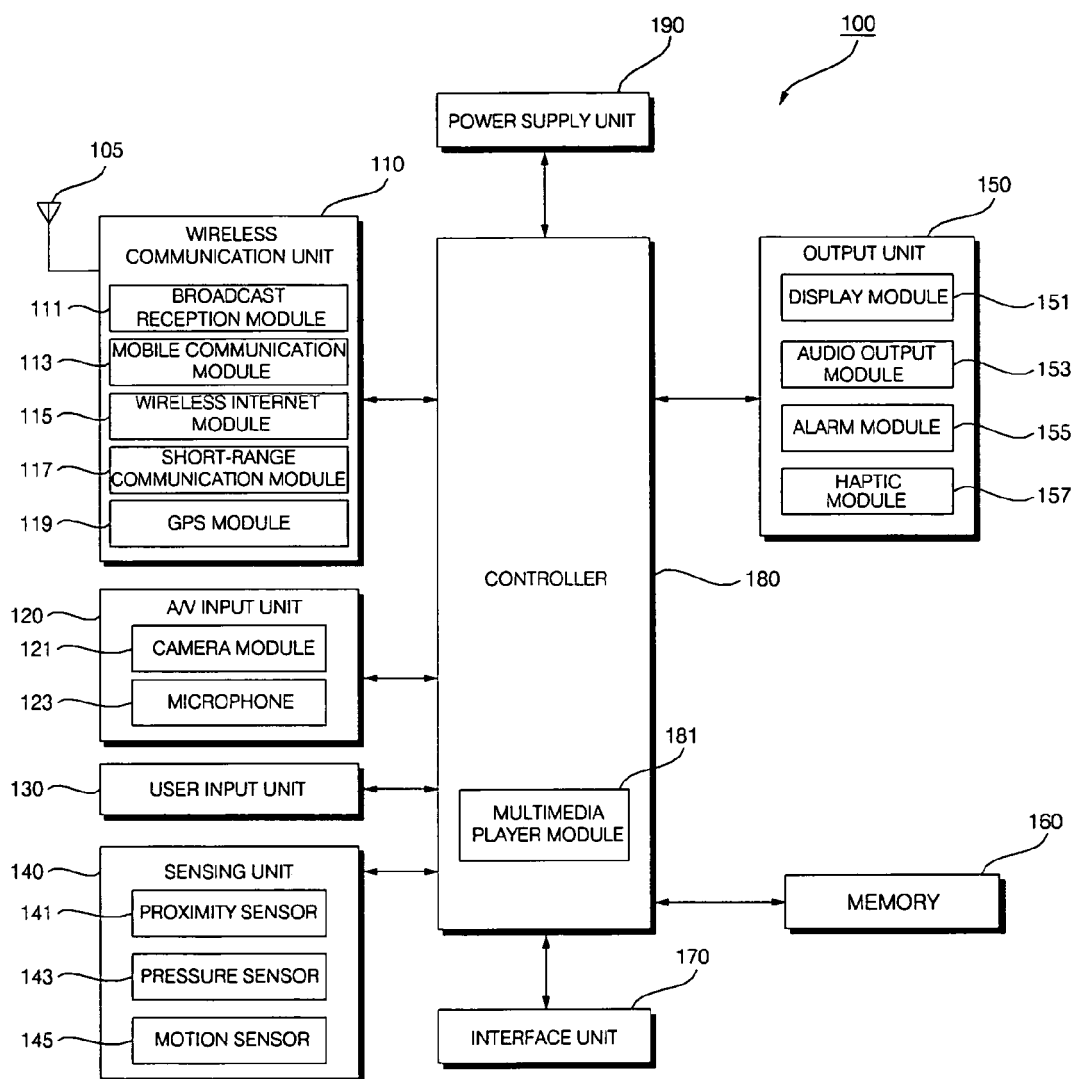 190
100
POWER SUPPLY UNIT
105
110
WIRELESS
COMMUNICATION UNIT
111
BROADCAST
RECEPTION MODULE
113
MOBILE COMMUNICATION
MODULE
115
WIRELESS INTERNET
MODULE
117
SHORT-RANGE
COMMUNICATION MODULE
119
GPS MODULE
120
A/V INPUT UNIT
121
CAMERA MODULE
123
MICROPHONE
130
USER INPUT UNIT
140
SENSING UNIT
141
PROXIMITY SENSOR
143
PRESSURE SENSOR
145
MOTION SENSOR
CONTROLLER
180
181
MULTIMEDIA
PLAYER MODULE
150
OUTPUT UNIT
DISPLAY MODULE
151
AUDIO OUTPUT
MODULE
153
ALARM MODULE
155
HAPTIC
MODULE
157
160
MEMORY
170
INTERFACE UNIT